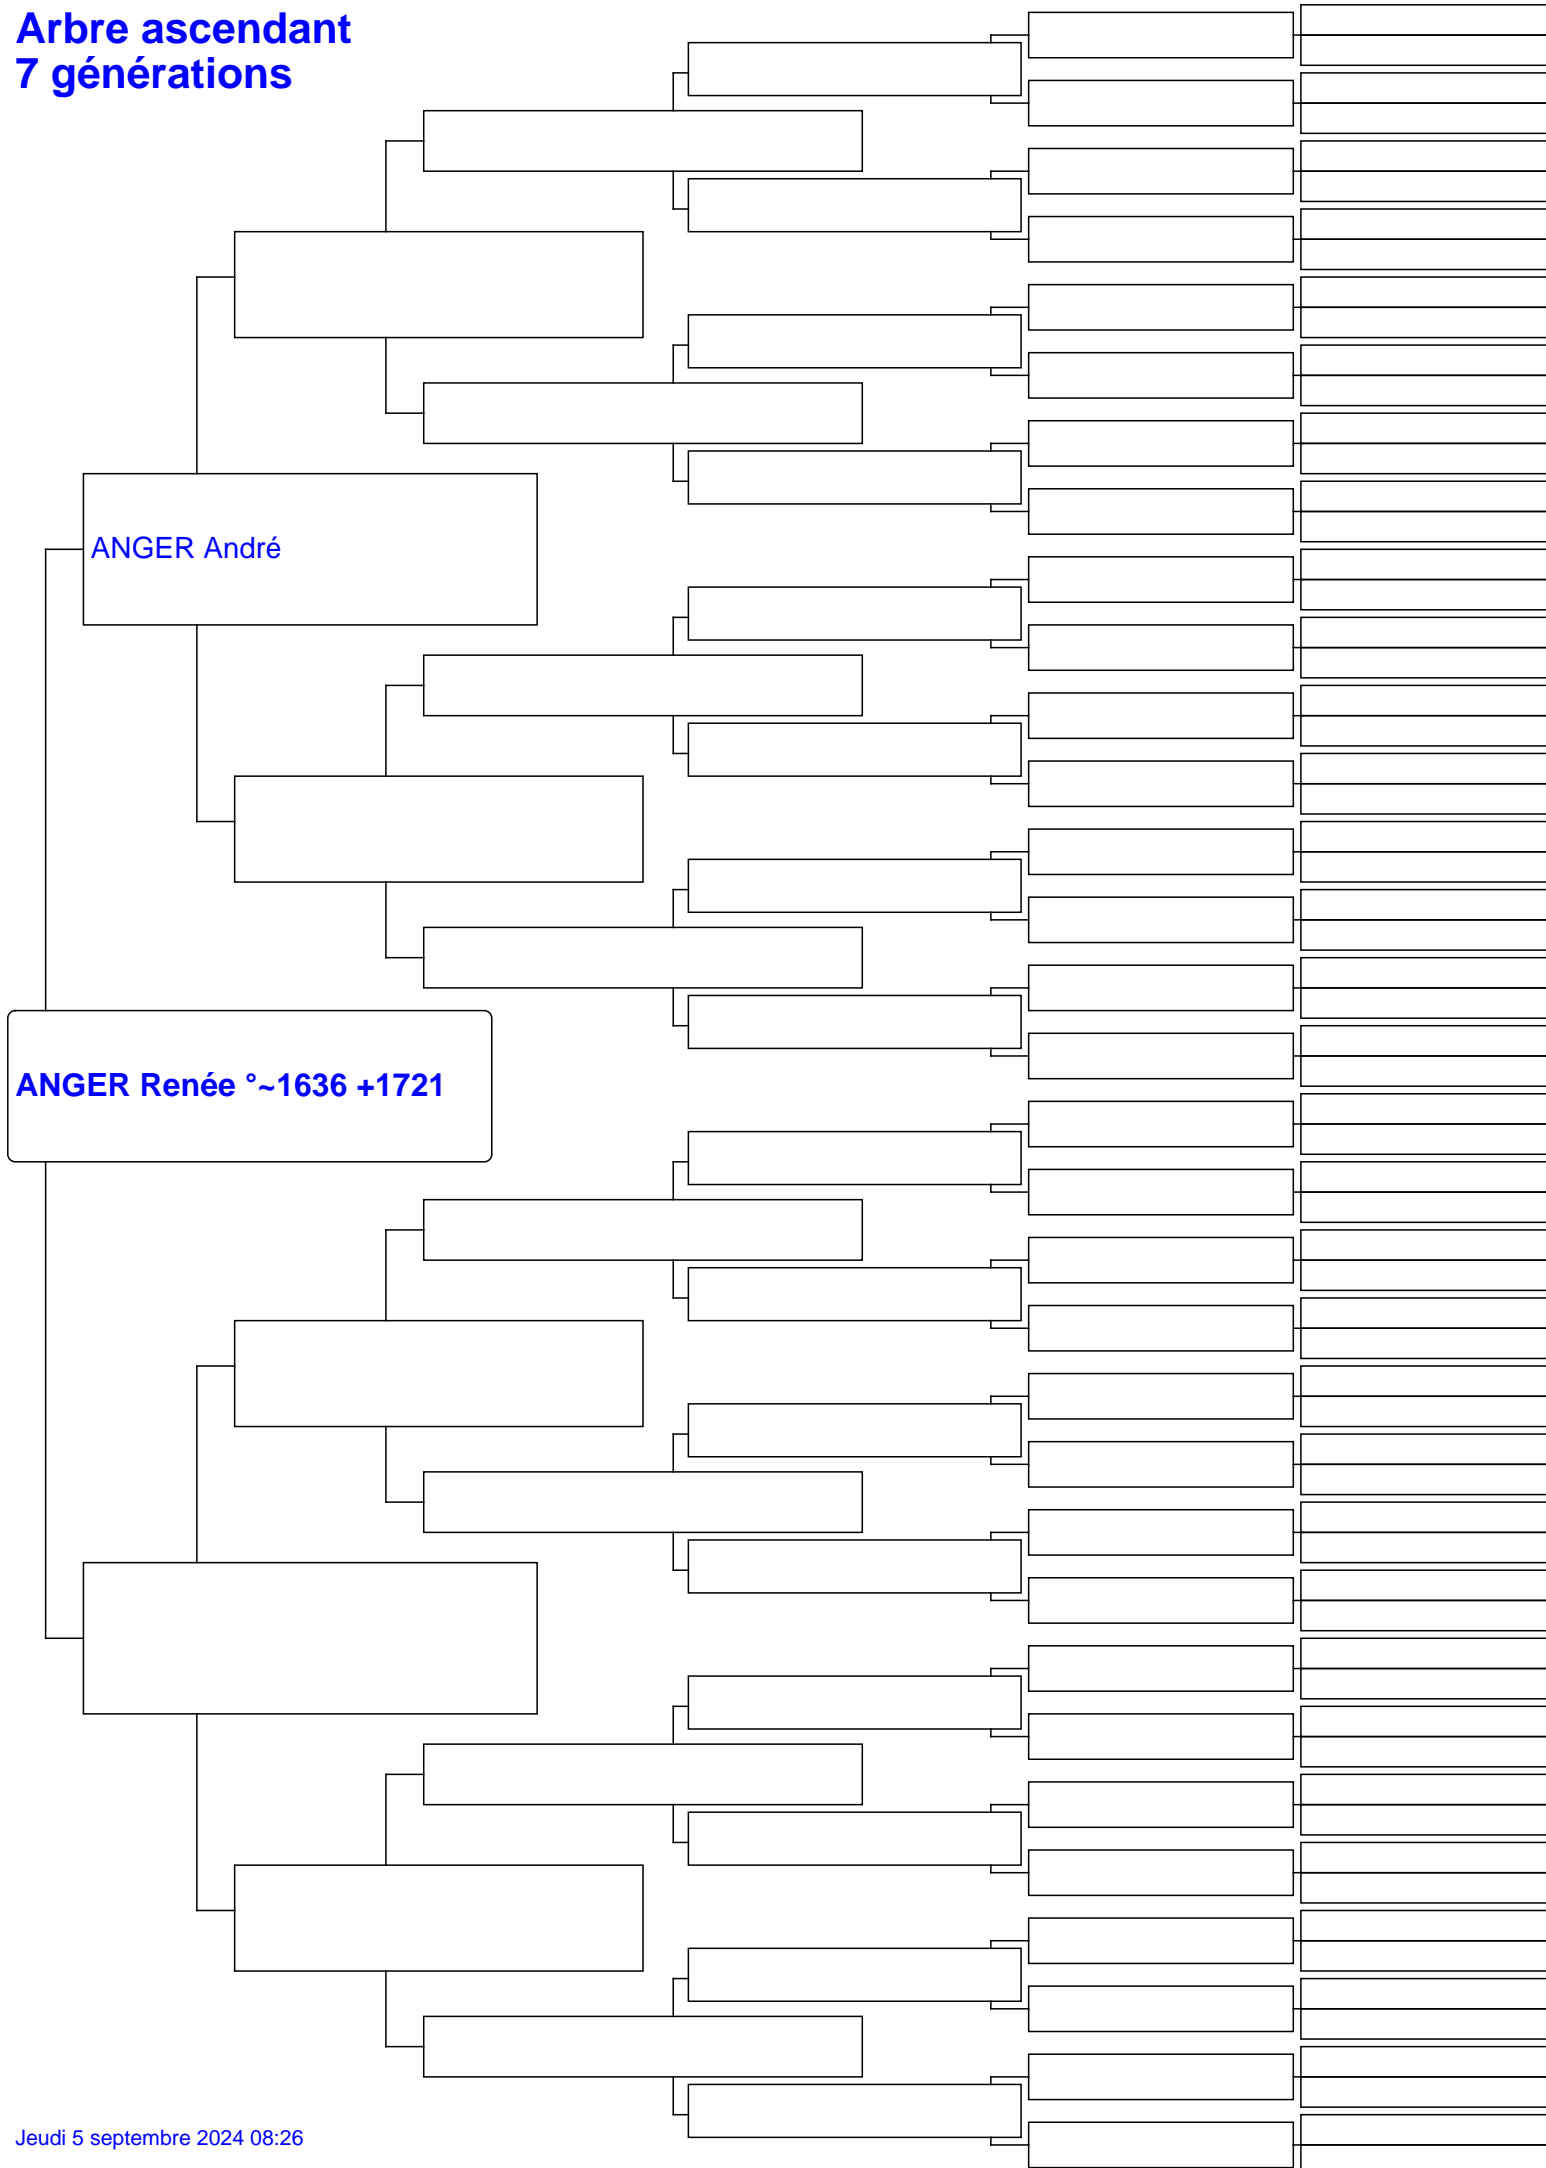 Arbre ascendant
7 générations
ANGER André
ANGER Renée °~1636 +1721
Jeudi 5 septembre 2024 08:26